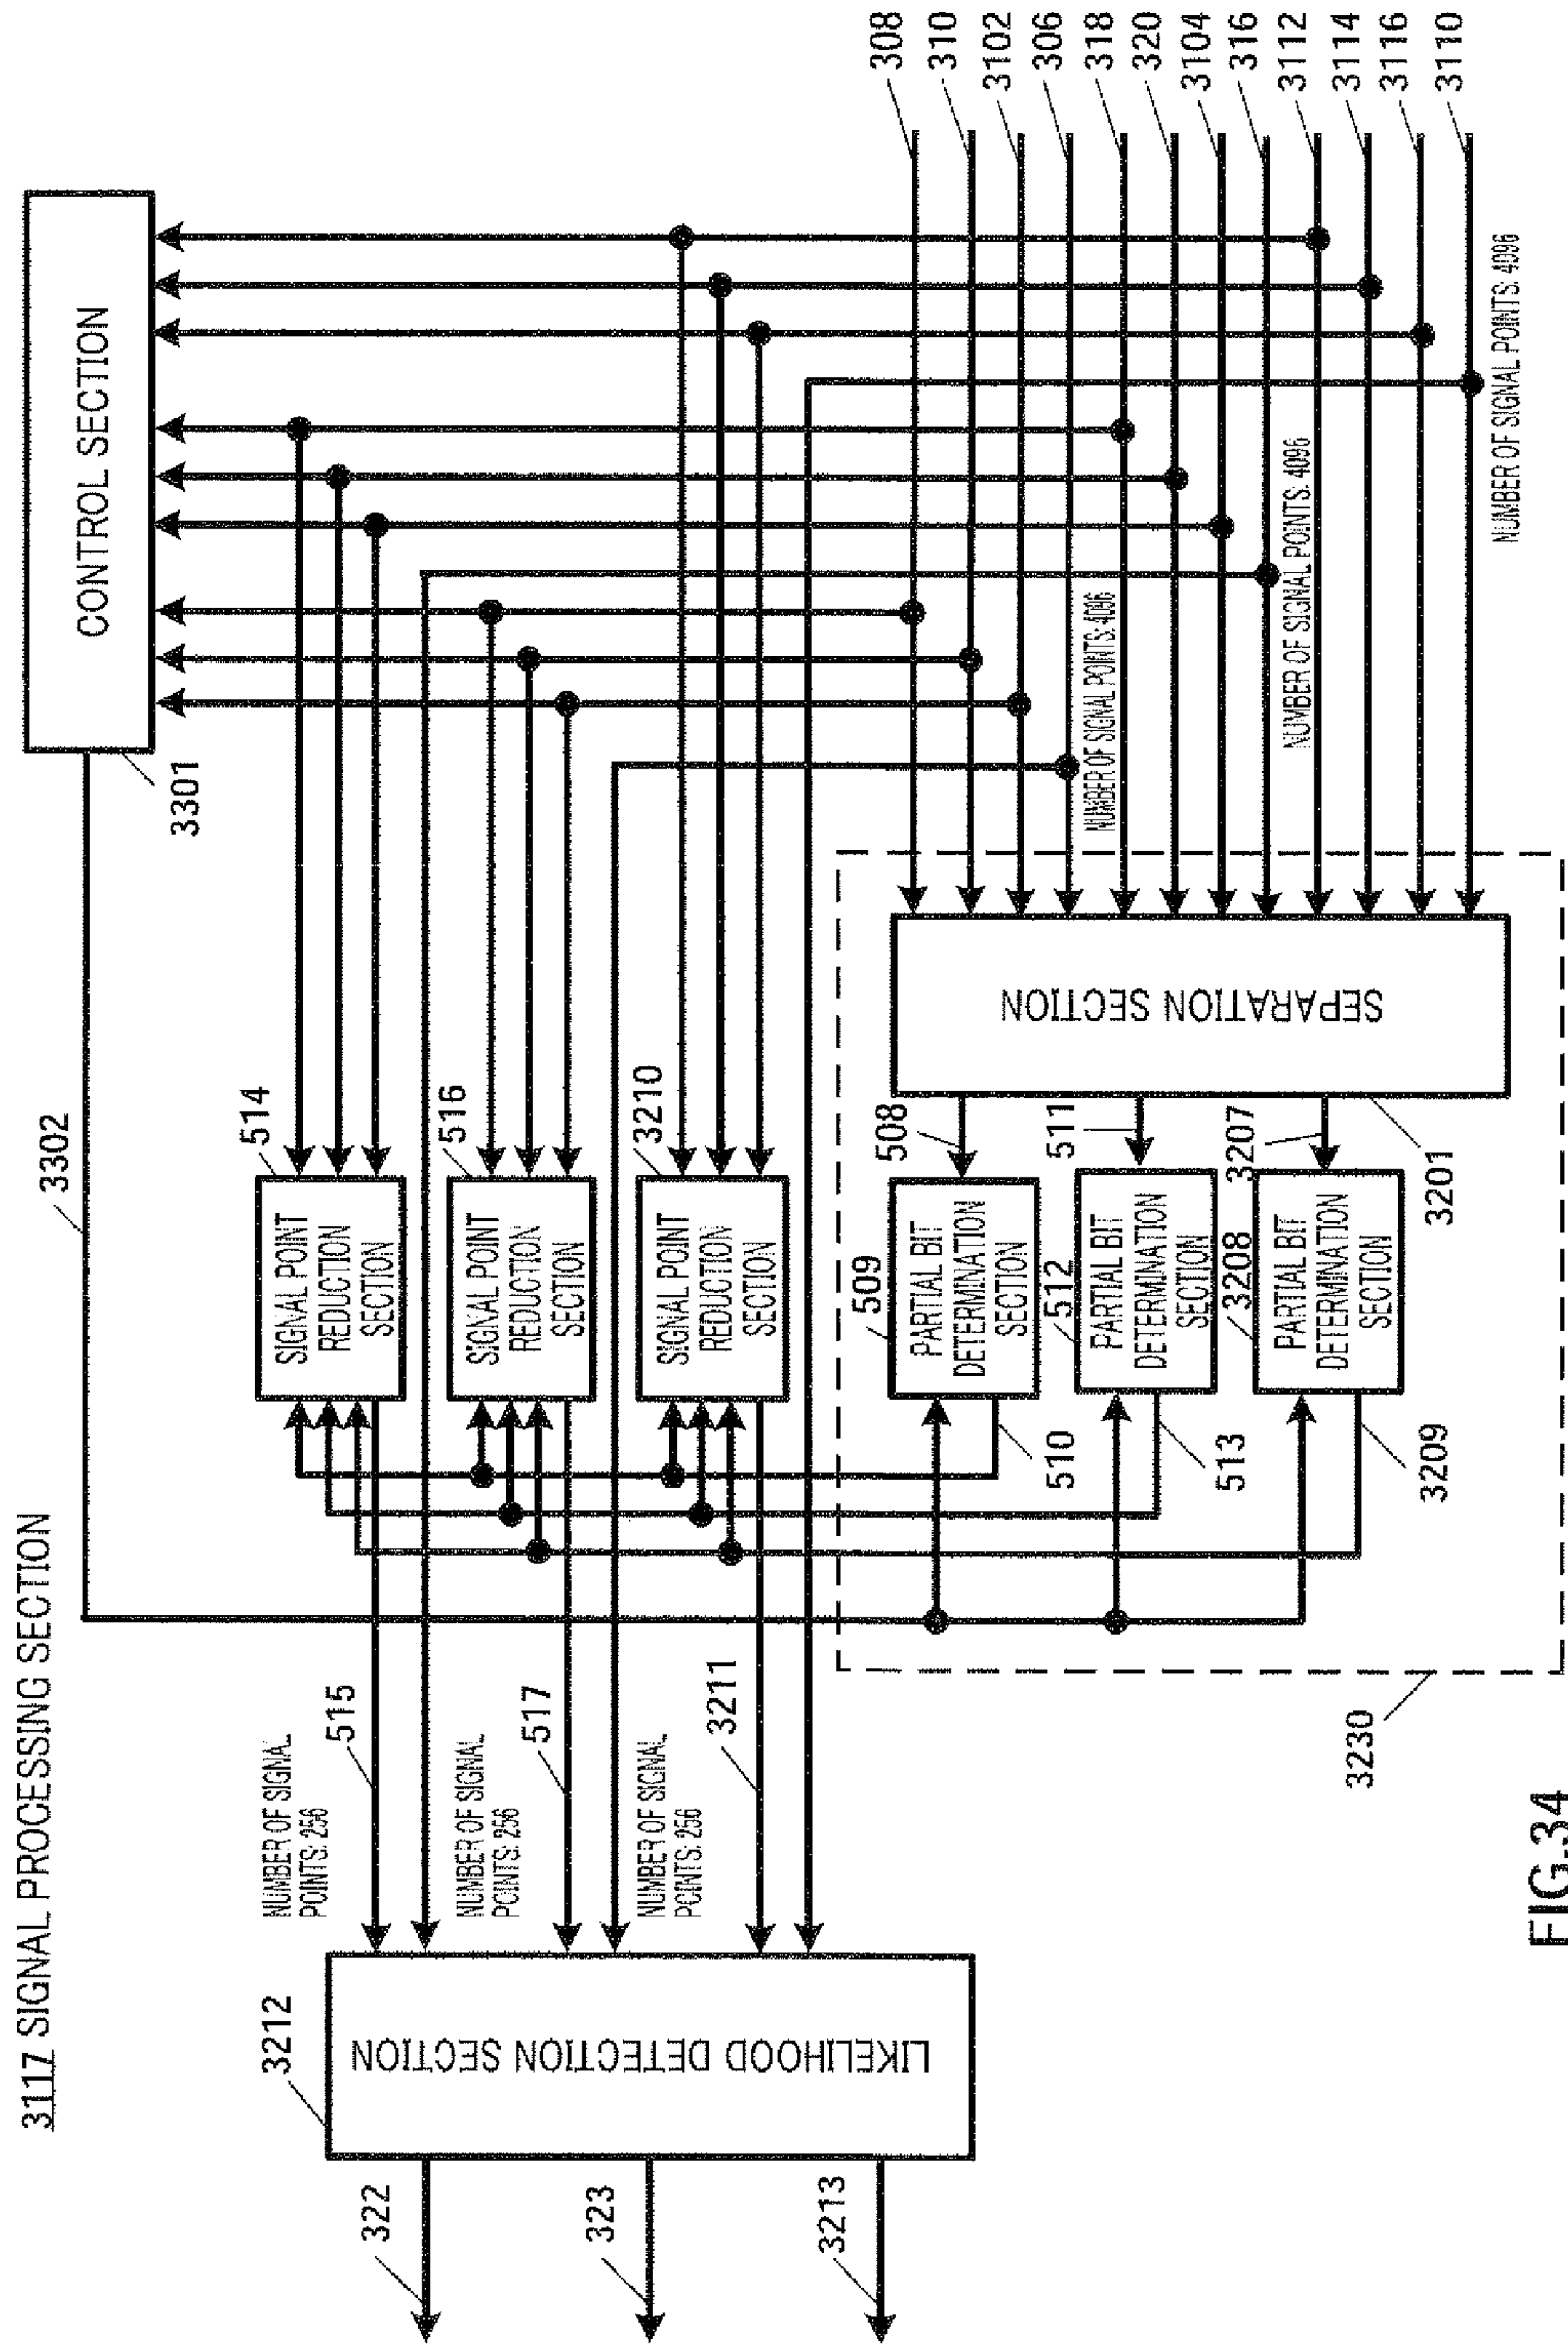 3117 SIGNAL PROCESSING SECTION
CONTROL SECTION
3301
3302
308
310
3102
306
318
320
3104
316
3112
3114
3116
3110
NUMBER OF SIGNAL POINTS: 4096
NUMBER OF SIGNAL POINTS: 4096
NUMBER OF SIGNAL POINTS: 4096
514
SIGNAL POINT
REDUCTION
SECTION
516
SIGNAL POINT
REDUCTION
SECTION
3210
SIGNAL POINT
REDUCTION
SECTION
SEPARATION SECTION
3201
508
511
3207
509
PARTIAL BIT
DETERMINATION
SECTION
512
PARTIAL BIT
DETERMINATION
SECTION
3208
PARTIAL BIT
DETERMINATION
SECTION
510
513
3209
3230
NUMBER OF SIGNAL
POINTS: 256
515
NUMBER OF SIGNAL
POINTS: 256
517
NUMBER OF SIGNAL
POINTS: 256
3211
3212
LIKELIHOOD DETECTION SECTION
322
323
3213
FIG.34